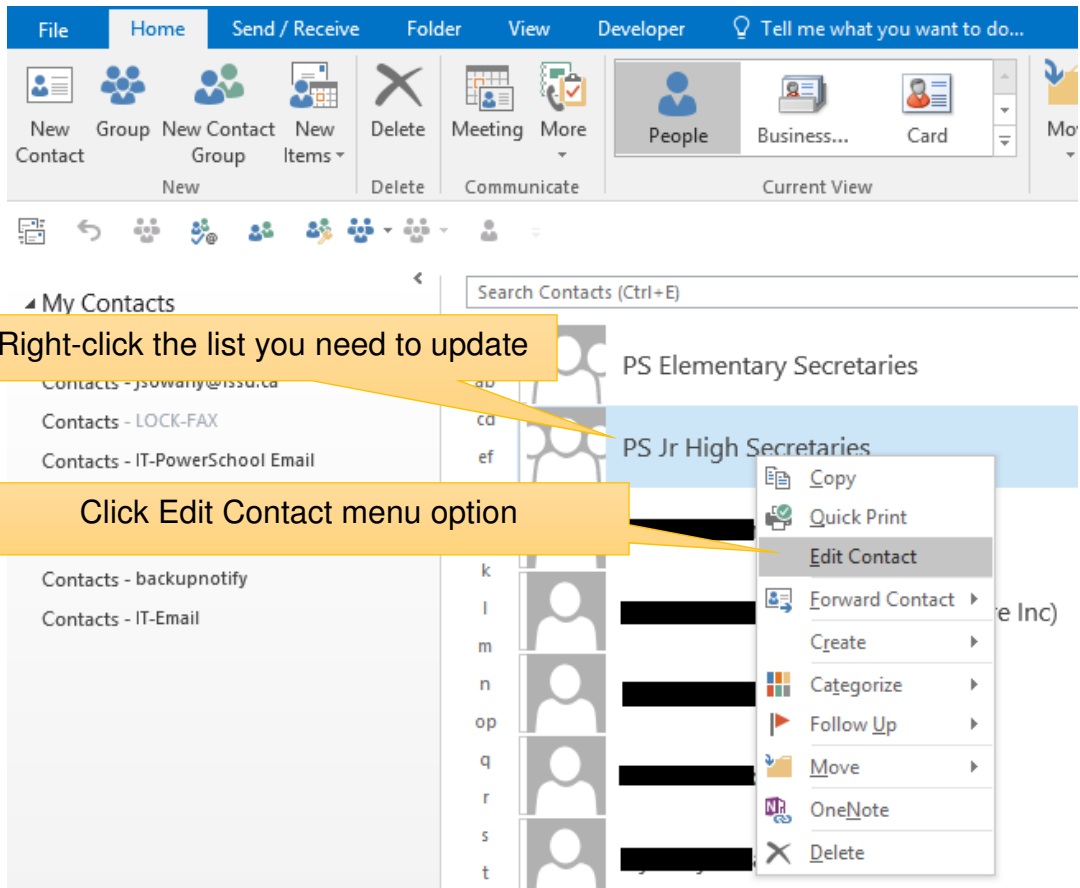 File Home Send / Receive Folder View Developer Tell me what you want to do...
New Contact
Group
New Contact Group
New Items
Delete
Meeting
More
People
Business...
Card
New
Delete
Communicate
Current View
My Contacts
Search Contacts (Ctrl+E)
Right-click the list you need to update
PS Elementary Secretaries
ab
Contacts - LOCK-FAX
cd
PS Jr High Secretaries
Contacts - IT-PowerSchool Email
ef
Click Edit Contact menu option
Contacts - backupnotify
Contacts - IT-Email
k
l
m
n
op
q
r
s
t
Copy
Quick Print
Edit Contact
Forward Contact
Create
Categorize
Follow Up
Move
OneNote
Delete
e Inc)